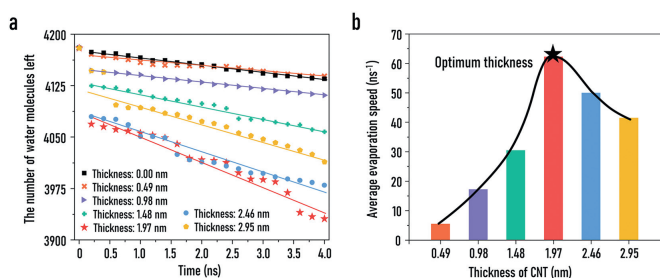 a
The number of water molecules left
4200
4125
4050
3975
3900
Thickness: 0.00 nm
Thickness: 0.49 nm
Thickness: 0.98 nm
Thickness: 1.48 nm
Thickness: 1.97 nm
Thickness: 2.46 nm
Thickness: 2.95 nm
0.0 0.5 1.0 1.5 2.0 2.5 3.0 3.5 4.0
Time (ns)
b
Average evaporation speed (ns⁻¹)
70
60
50
40
30
20
10
0
Optimum thickness
0.49 0.98 1.48 1.97 2.46 2.95
Thickness of CNT (nm)